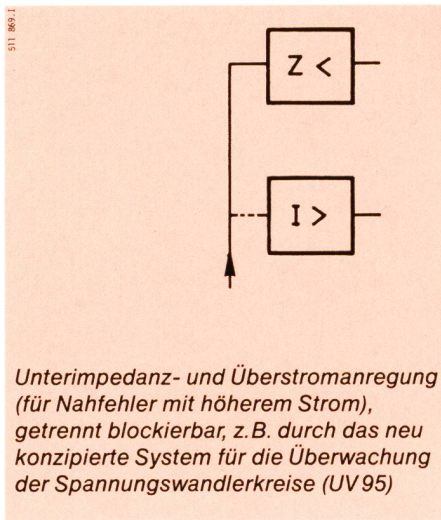 511 869.I
Z <
I >
Unterimpedanz- und Überstromanregung
(für Nahfehler mit höherem Strom),
getrennt blockierbar, z.B. durch das neu
konzipierte System für die Überwachung
der Spannungswandlerkreise (UV 95)